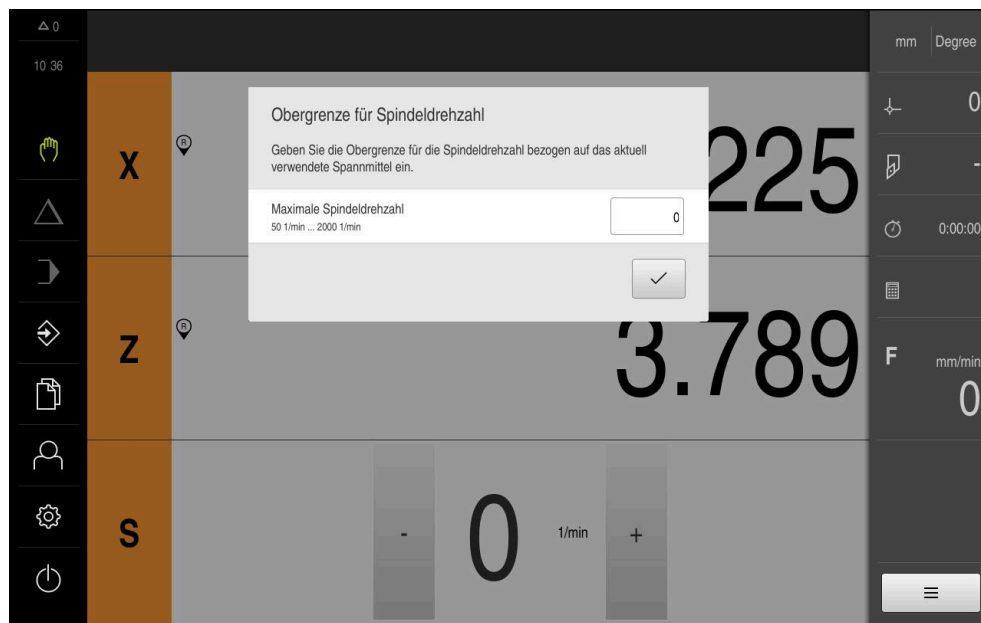 0
10 36
mm
Degree
X
R
225
Obergrenze für Spindeldrehzahl
Geben Sie die Obergrenze für die Spindeldrehzahl bezogen auf das aktuell
verwendete Spannmittel ein.
Maximale Spindeldrehzahl
50 1/min ... 2000 1/min
0
0
-
0:00:00
Z
R
3.789
F
mm/min
0
S
-
0
1/min
+